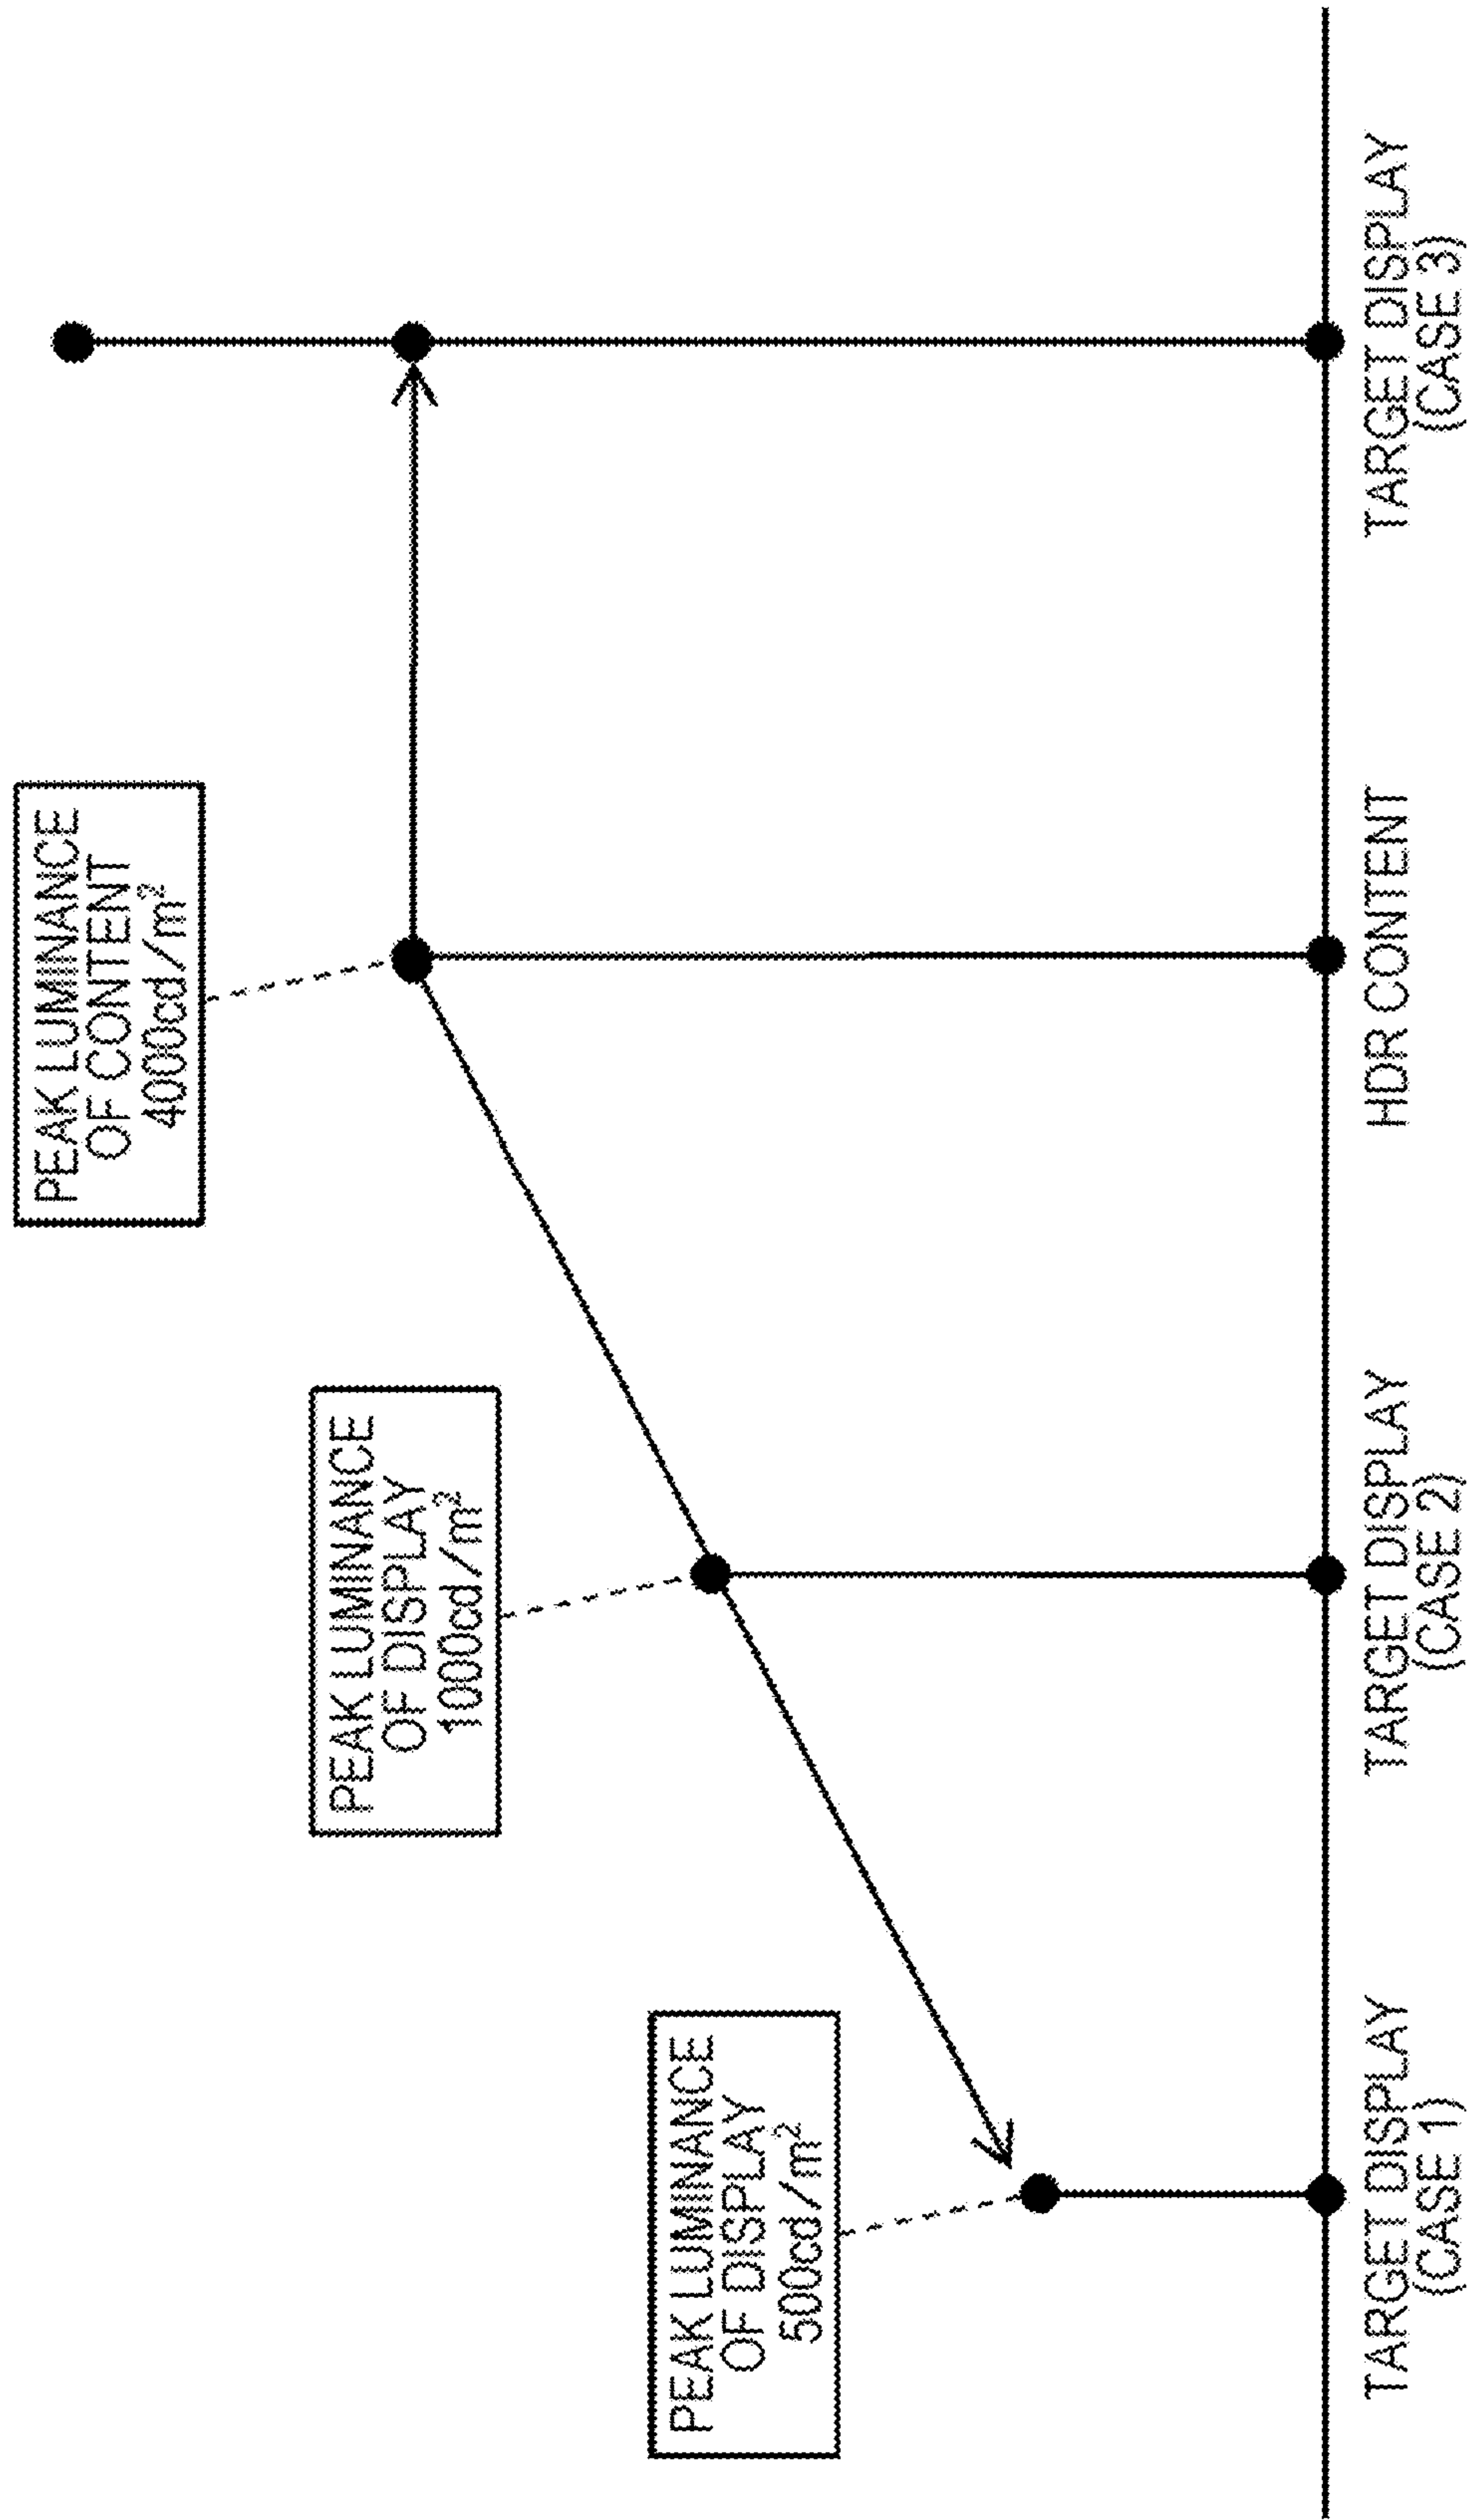 PEAK LUMINANCE
OF DISPLAY
500cd/m²
PEAK LUMINANCE
OF DISPLAY
1000cd/m²
PEAK LUMINANCE
OF CONTENT
4000cd/m²
TARGET DISPLAY
(CASE 1)
TARGET DISPLAY
(CASE 2)
HDR CONTENT
TARGET DISPLAY
(CASE 3)